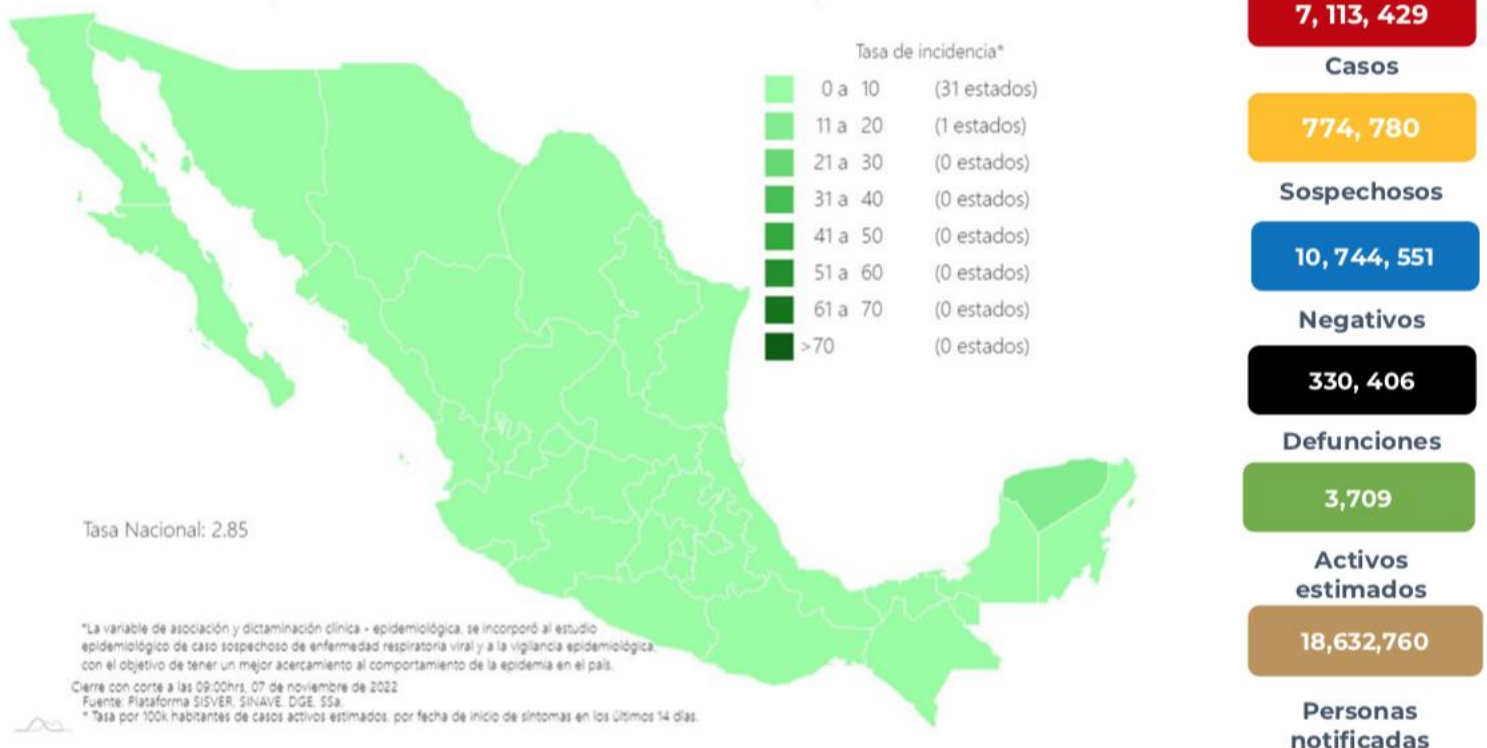 Tasa de incidencia*
0 a 10 (31 estados)
11 a 20 (1 estados)
21 a 30 (0 estados)
31 a 40 (0 estados)
41 a 50 (0 estados)
51 a 60 (0 estados)
61 a 70 (0 estados)
>70 (0 estados)
Tasa Nacional: 2.85
*La variable de asociación y dictaminación clínica - epidemiológica, se incorporó al estudio
epidemiológico de caso sospechoso de enfermedad respiratoria viral y a la vigilancia epidemiológica,
con el objetivo de tener un mejor acercamiento al comportamiento de la epidemia en el país.
Cierre con corte a las 09:00hrs, 07 de noviembre de 2022
Fuente: Plataforma SISVER, SINAVE, DGE, SSa.
* Tasa por 100k habitantes de casos activos estimados, por fecha de inicio de síntomas en los últimos 14 días.
7, 113, 429
Casos
774, 780
Sospechosos
10, 744, 551
Negativos
330, 406
Defunciones
3,709
Activos
estimados
18,632,760
Personas
notificadas